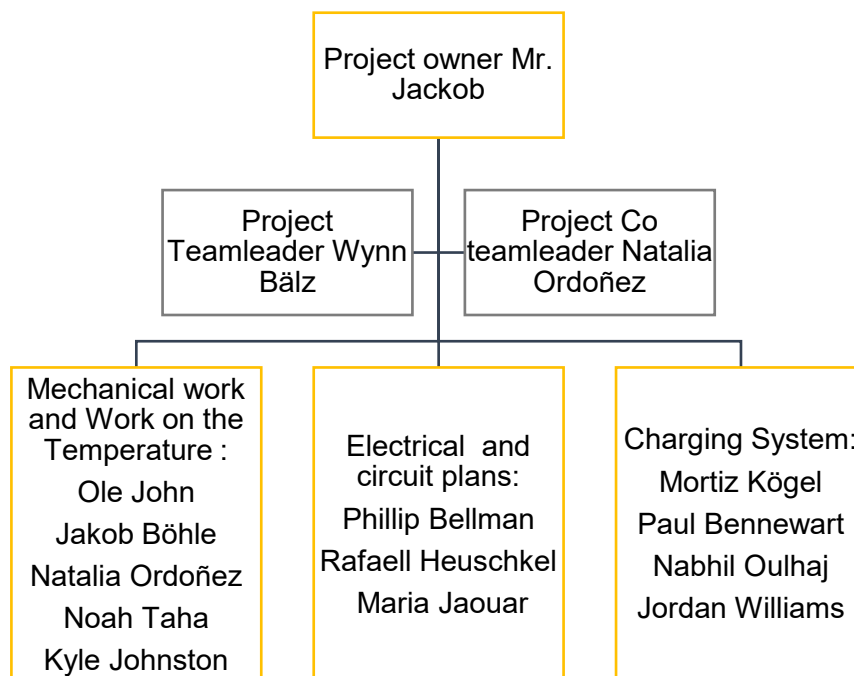 Project owner Mr.
Jackob
Project
Teamleader Wynn
Bälz
Project Co
teamleader Natalia
Ordoñez
Mechanical work
and Work on the
Temperature :
Ole John
Jakob Böhle
Natalia Ordoñez
Noah Taha
Kyle Johnston
Electrical and
circuit plans:
Phillip Bellman
Rafaell Heuschkel
Maria Jaouar
Charging System:
Mortiz Kögel
Paul Bennewart
Nabhil Oulhaj
Jordan Williams